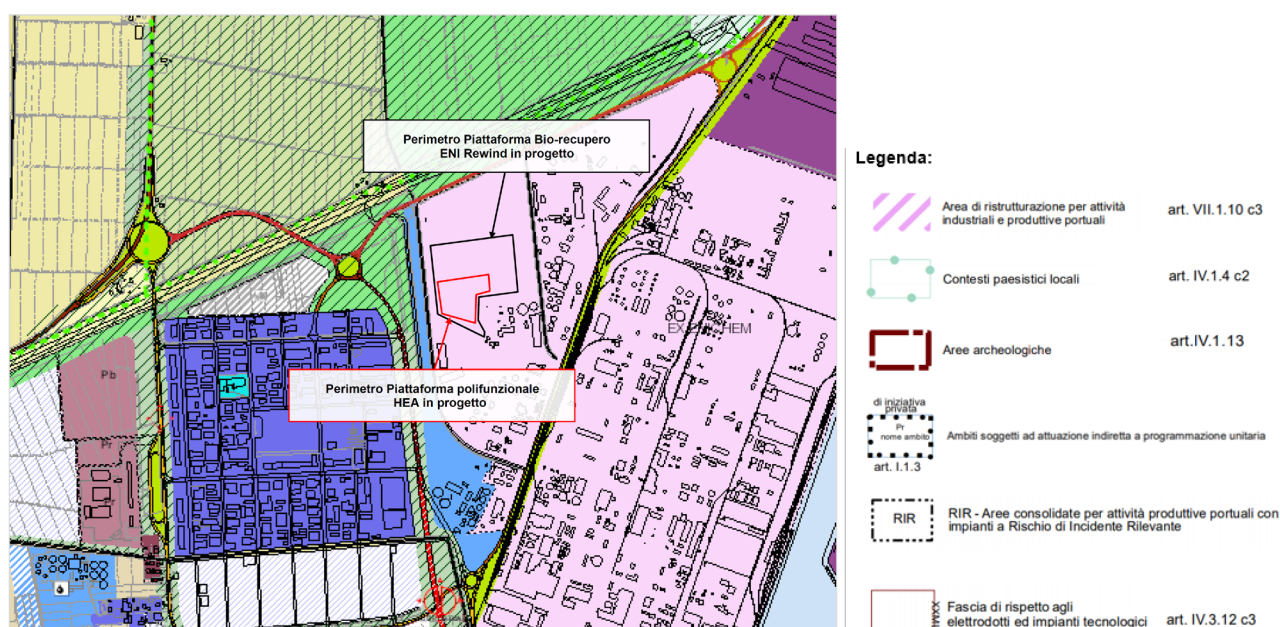 Perimetro Piattaforma Bio-recupero
ENI Rewind in progetto
Perimetro Piattaforma polifunzionale
HEA in progetto
Pb
Pr
Legenda:
Area di ristrutturazione per attività
industriali e produttive portuali
art. VII.1.10 c3
Contesti paesistici locali
art. IV.1.4 c2
Aree archeologiche
art.IV.1.13
di iniziativa
privata
Pr
nome ambito
art. I.1.3
Ambiti soggetti ad attuazione indiretta a programmazione unitaria
RIR
RIR - Aree consolidate per attività produttive portuali con
impianti a Rischio di Incidente Rilevante
Fascia di rispetto agli
elettrodotti ed impianti tecnologici
art. IV.3.12 c3